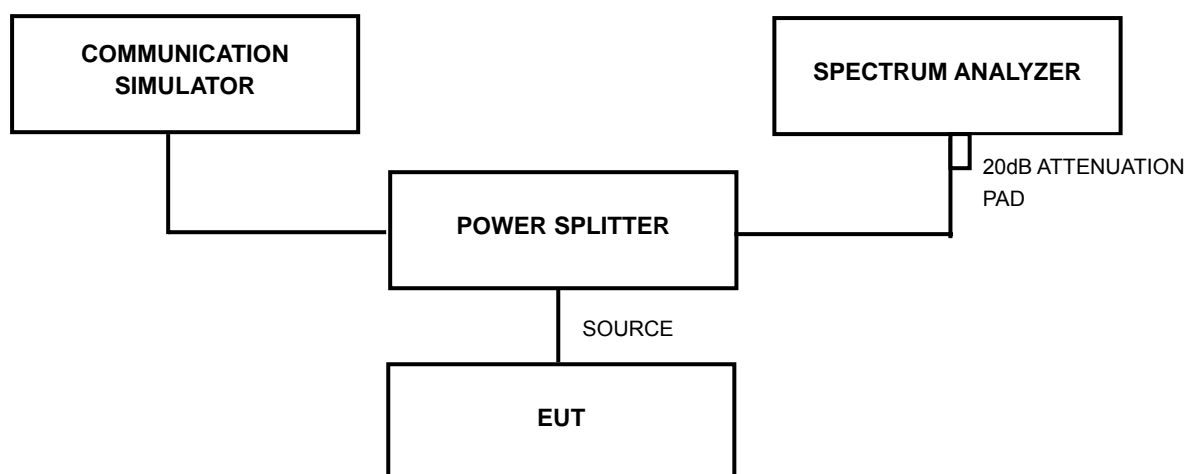 COMMUNICATION
SIMULATOR
SPECTRUM ANALYZER
20dB ATTENUATION
PAD
POWER SPLITTER
SOURCE
EUT